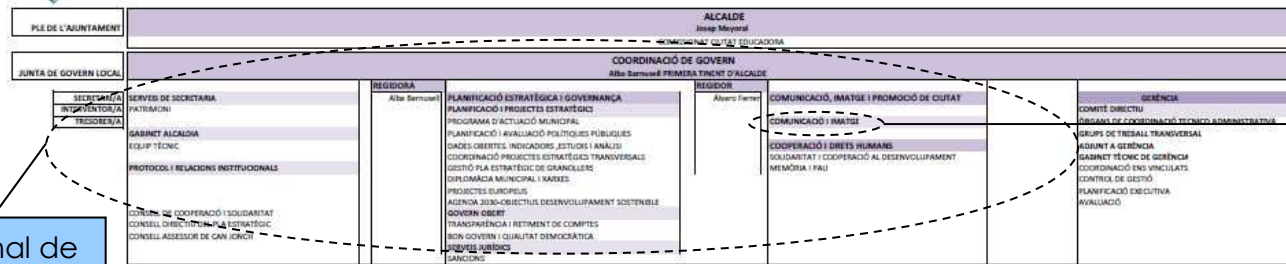 PLE DE L'AJUNTAMENT
ALCALDE
Josep Mayoral
COMISSIONAT CIUTAT EDUCADORA
JUNTA DE GOVERN LOCAL
COORDINACIÓ DE GOVERN
Alba Barnusell PRIMERA TINENT D'ALCALDE
SECRETARI/A
INTERVENTOR/A
TRESORER/A
SERVEIS DE SECRETARIA
PATRIMONI
GABINET ALCALDIA
EQUIP TÈCNIC
PROTOCOL I RELACIONS INSTITUCIONALS
CONSELL DE COOPERACIÓ I SOLIDARITAT
CONSELL DIRECTIU DEL PLA ESTRATÈGIC
CONSELL ASSESSOR DE CAN JONCH
REGIDORA
Alba Barnusell
PLANIFICACIÓ ESTRATÈGICA I GOVERNANÇA
PLANIFICACIÓ I PROJECTES ESTRATÈGICS
PROGRAMA D'ACTUACIÓ MUNICIPAL
PLANIFICACIÓ I AVALUACIÓ POLÍTIQUES PÚBLIQUES
DADES OBERTES, INDICADORS ,ESTUDIS I ANÀLISI
COORDINACIÓ PROJECTES ESTRATÈGICS TRANSVERSALS
GESTIÓ PLA ESTRATÈGIC DE GRANOLLERS
DIPLOMÀCIA MUNICIPAL I XARXES
PROJECTES EUROPEUS
AGENDA 2030-OBJECTIUS DESENVOLUPAMENT SOSTENIBLE
GOVERN OBERT
TRANSPARÈNCIA I RETIMENT DE COMPTES
BON GOVERN I QUALITAT DEMOCRÀTICA
SERVEIS JURÍDICS
SANCIONS
REGIDOR
Álvaro Ferrer
COMUNICACIÓ, IMATGE I PROMOCIÓ DE CIUTAT
COMUNICACIÓ I IMATGE
COOPERACIÓ I DRETS HUMANS
SOLIDARITAT I COOPERACIÓ AL DESENVOLUPAMENT
MEMÒRIA I PAU
GERÈNCIA
COMITÈ DIRECTIU
ÒRGANS DE COORDINACIÓ TECNICO ADMINISTRATIVA
GRUPS DE TREBALL TRANSVERSAL
ADJUNT A GERÈNCIA
GABINET TÈCNIC DE GERÈNCIA
COORDINACIÓ ENS VINCULATS
CONTROL DE GESTIÓ
PLANIFICACIÓ EXECUTIVA
AVALUACIÓ
nal de